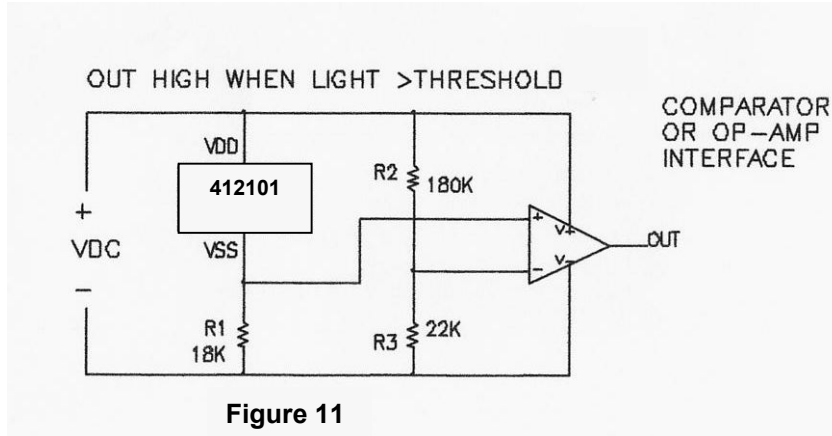 OUT HIGH WHEN LIGHT >THRESHOLD
COMPARATOR
OR OP-AMP
INTERFACE
VDD
412101
VSS
+
VDC
-
R1
18K
R2
180K
R3
22K
+
V+
-
V-
OUT
Figure 11